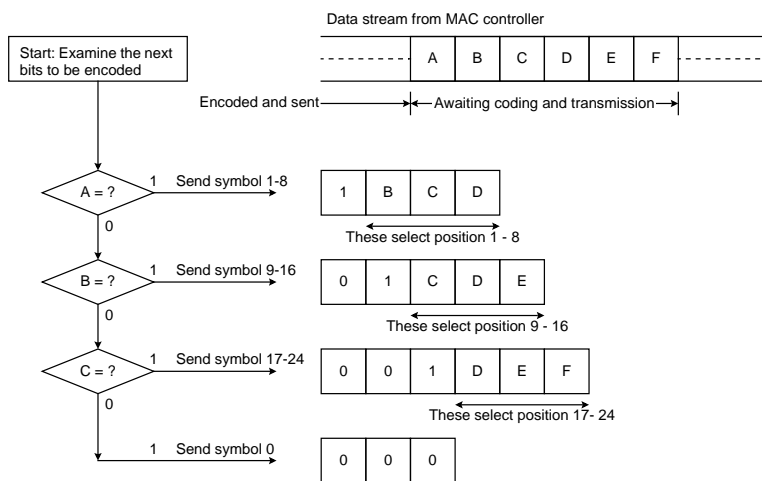 Data stream from MAC controller
Start: Examine the next
bits to be encoded
A B C D E F
Encoded and sent
Awaiting coding and transmission
A = ?
1 Send symbol 1-8
1 B C D
These select position 1 - 8
0
B = ?
1 Send symbol 9-16
0 1 C D E
These select position 9 - 16
0
C = ?
1 Send symbol 17-24
0 0 1 D E F
These select position 17- 24
0
1 Send symbol 0
0 0 0